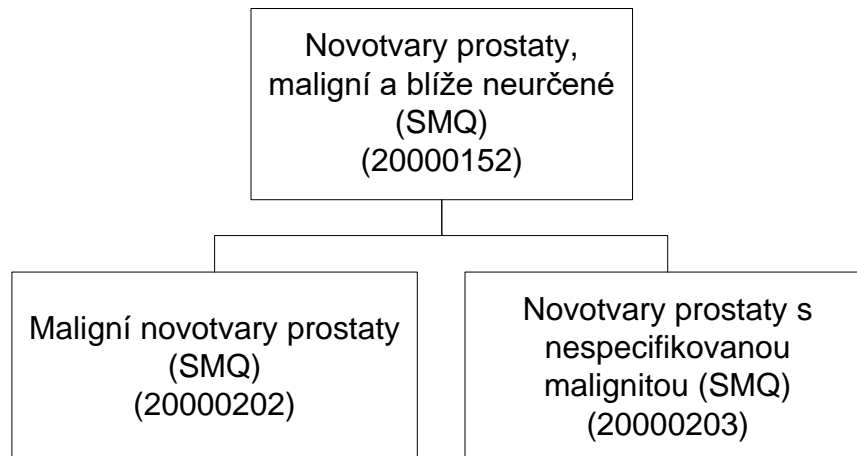 Novotvary prostaty,
maligní a blíže neurčené
(SMQ)
(20000152)
Maligní novotvary prostaty
(SMQ)
(20000202)
Novotvary prostaty s
nespecifikovanou
malignitou (SMQ)
(20000203)